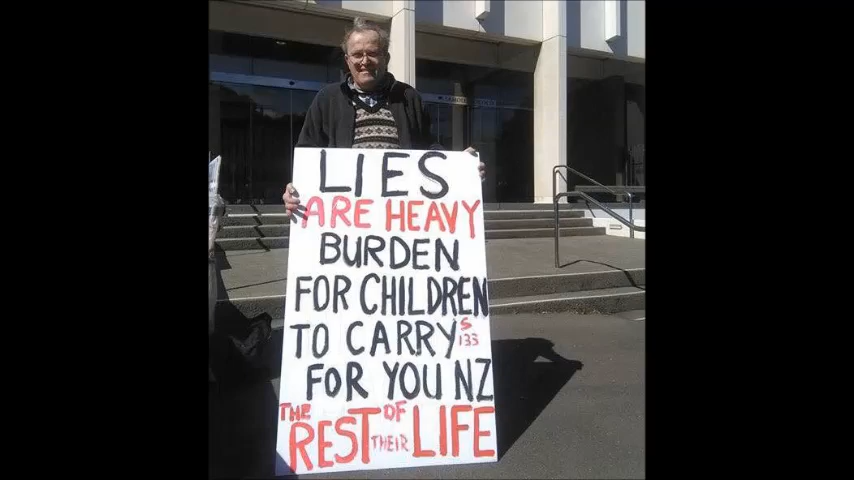 LIES
ARE HEAVY
BURDEN
FOR CHILDREN
TO CARRY S 133
FOR YOU NZ
THE REST OF THEIR LIFE